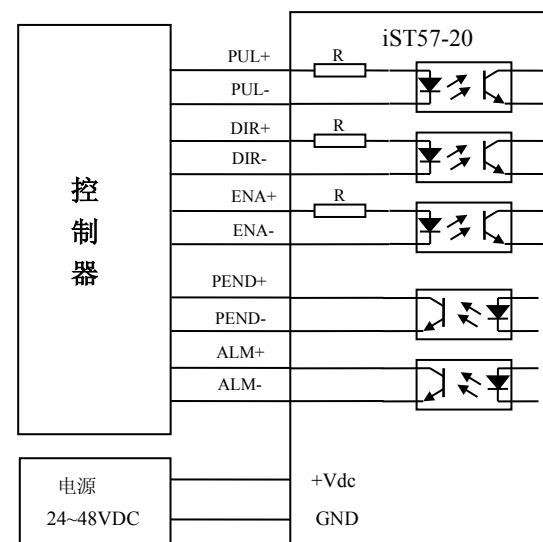 iST57-20
PUL+
R
PUL-
DIR+
R
DIR-
ENA+
R
ENA-
控
制
器
PEND+
PEND-
ALM+
ALM-
电源
24~48VDC
+Vdc
GND